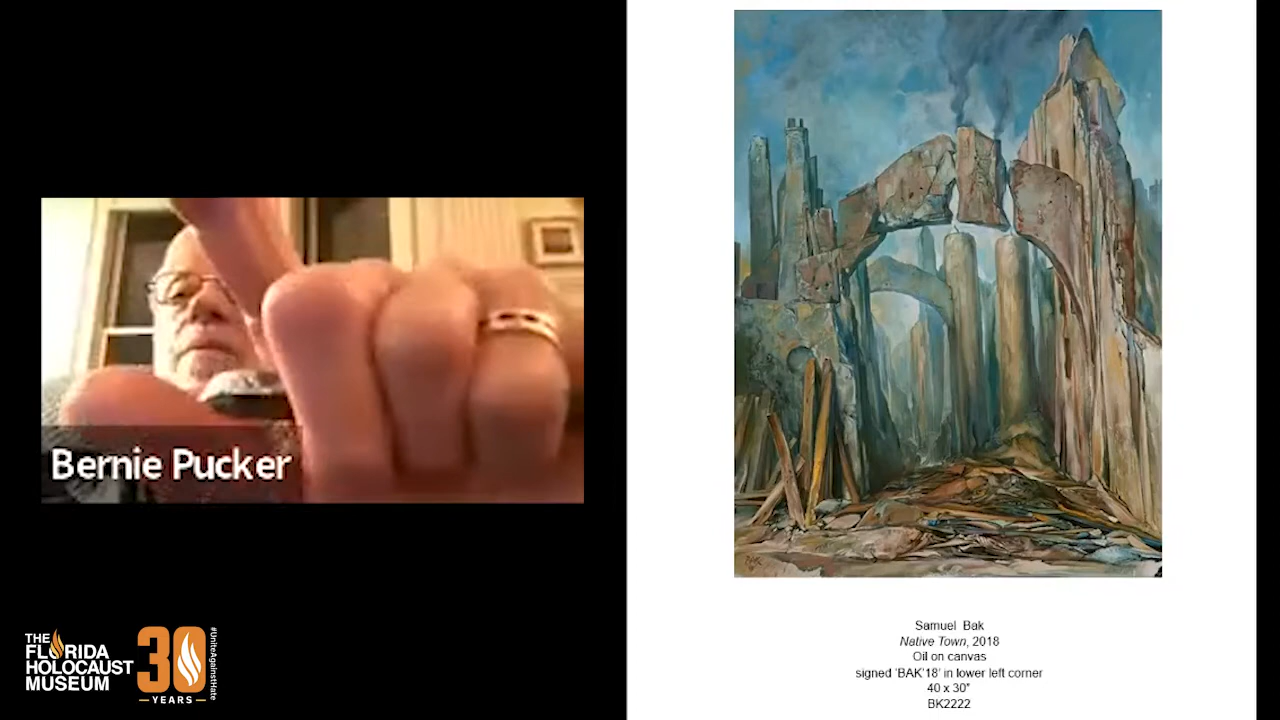 Bernie Pucker
THE
FLORIDA
HOLOCAUST
MUSEUM
30
YEARS
#UniteAgainstHate
Samuel Bak
Native Town, 2018
Oil on canvas
signed 'BAK'18' in lower left corner
40 x 30"
BK2222